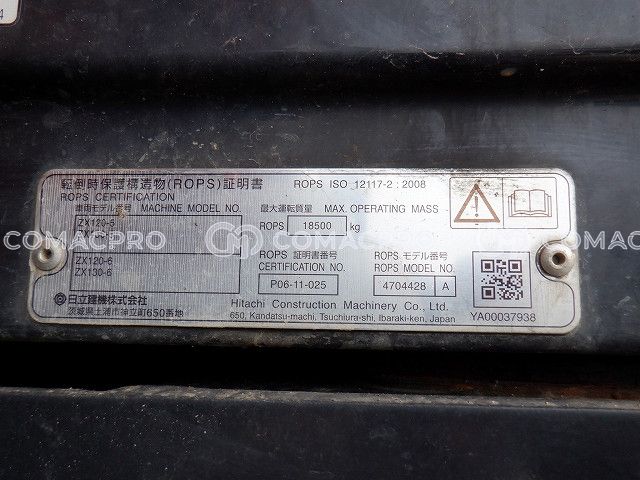 転倒時保護構造物(ROPS)証明書
ROPS CERTIFICATION
ROPS ISO 12117-2 : 2008
車両モデル番号 MACHINE MODEL NO.
ZX120-6
ZX120-6
ZX130-6
最大運転質量 MAX. OPERATING MASS
ROPS 18500 kg
ROPS 証明書番号
CERTIFICATION NO.
P06-11-025
ROPS モデル番号
ROPS MODEL NO.
4704428 A
日立建機株式会社
茨城県土浦市神立町650番地
Hitachi Construction Machinery Co., Ltd.
650, Kandatsu-machi, Tsuchiura-shi, Ibaraki-ken, Japan
YA00037938
COMACPRO
COMACPRO
COMACPRO